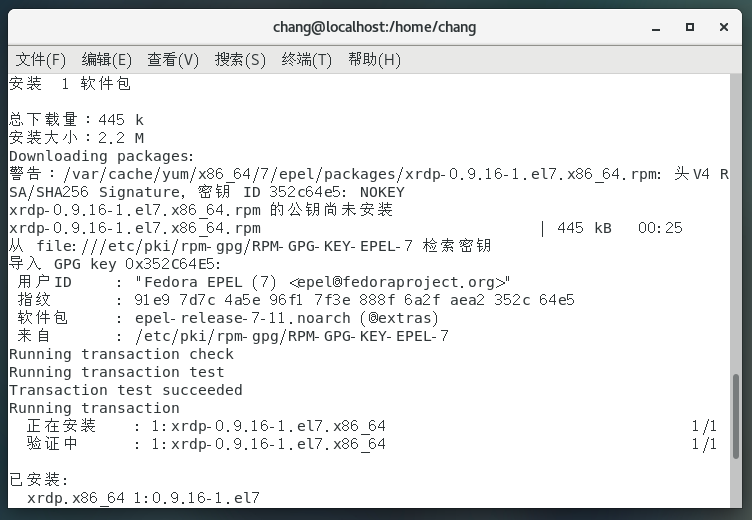 chang@localhost:/home/chang
文件(F) 编辑(E) 查看(V) 搜索(S) 终端(T) 帮助(H)
安装  1 软件包
总下载量：445 k
安装大小：2.2 M
Downloading packages:
警告：/var/cache/yum/x86_64/7/epel/packages/xrdp-0.9.16-1.el7.x86_64.rpm: 头V4 R
SA/SHA256 Signature, 密钥 ID 352c64e5: NOKEY
xrdp-0.9.16-1.el7.x86_64.rpm 的公钥尚未安装
xrdp-0.9.16-1.el7.x86_64.rpm | 445 kB 00:25
从 file:///etc/pki/rpm-gpg/RPM-GPG-KEY-EPEL-7 检索密钥
导入 GPG key 0x352C64E5:
用户ID : "Fedora EPEL (7) <epel@fedoraproject.org>"
指纹 : 91e9 7d7c 4a5e 96f1 7f3e 888f 6a2f aea2 352c 64e5
软件包 : epel-release-7-11.noarch (@extras)
来自 : /etc/pki/rpm-gpg/RPM-GPG-KEY-EPEL-7
Running transaction check
Running transaction test
Transaction test succeeded
Running transaction
正在安装 : 1:xrdp-0.9.16-1.el7.x86_64 1/1
验证中 : 1:xrdp-0.9.16-1.el7.x86_64 1/1
已安装:
xrdp.x86_64 1:0.9.16-1.el7